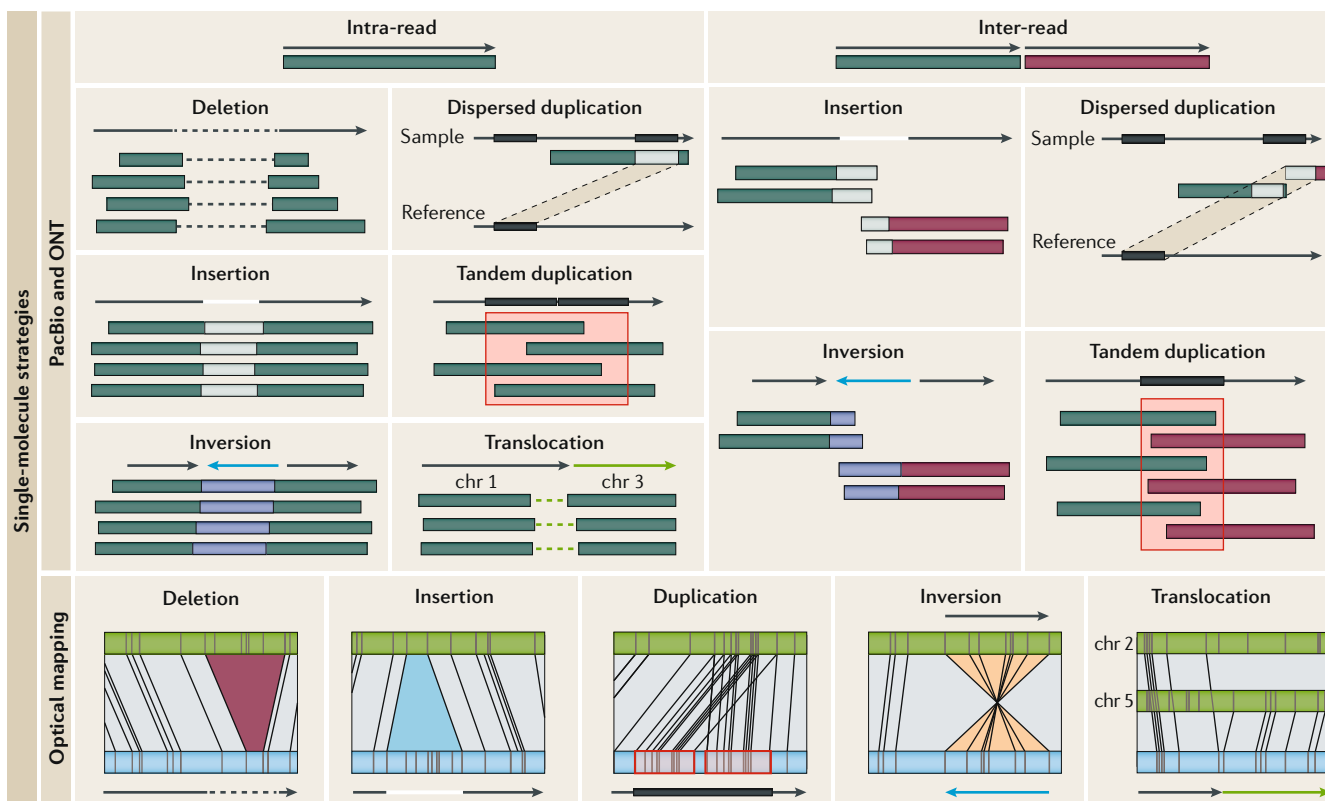 Single-molecule strategies
PacBio and ONT
Intra-read
Inter-read
Deletion
Dispersed duplication
Sample
Reference
Insertion
Dispersed duplication
Sample
Reference
Insertion
Tandem duplication
Inversion
Tandem duplication
Inversion
Translocation
chr 1
chr 3
Optical mapping
Deletion
Insertion
Duplication
Inversion
Translocation
chr 2
chr 5